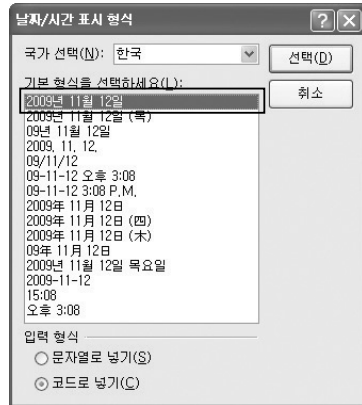 날짜/시간 표시 형식
국가 선택(N): 한국
선택(D)
기본 형식을 선택하세요(L):
취소
2009년 11월 12일
2009년 11월 12일 (목)
09년 11월 12일
2009. 11. 12.
09/11/12
09-11-12 오후 3:08
09-11-12 3:08 P.M.
2009年 11月 12日
2009年 11月 12日 (四)
2009年 11月 12日 (木)
09年 11月 12日
2009년 11월 12일 목요일
2009-11-12
15:08
오후 3:08
입력 형식
문자열로 넣기(S)
코드로 넣기(C)